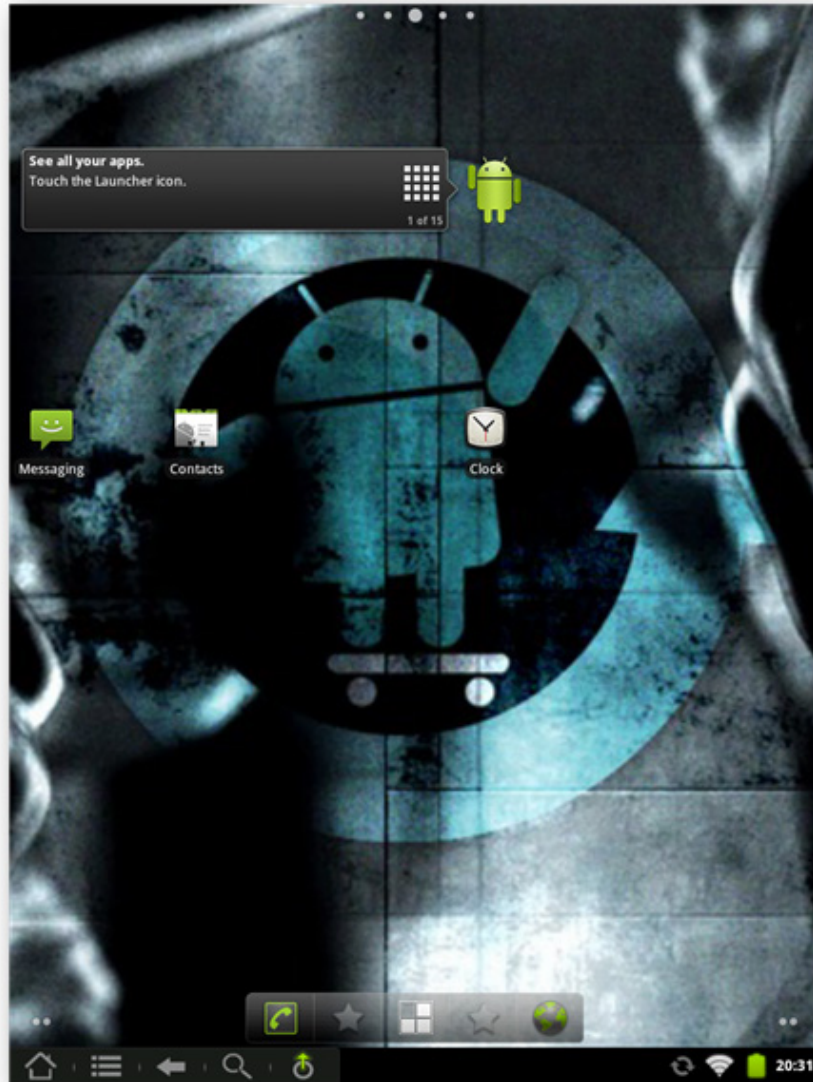 See all your apps.
Touch the Launcher icon.
1 of 15
Messaging
Contacts
Clock
20:31